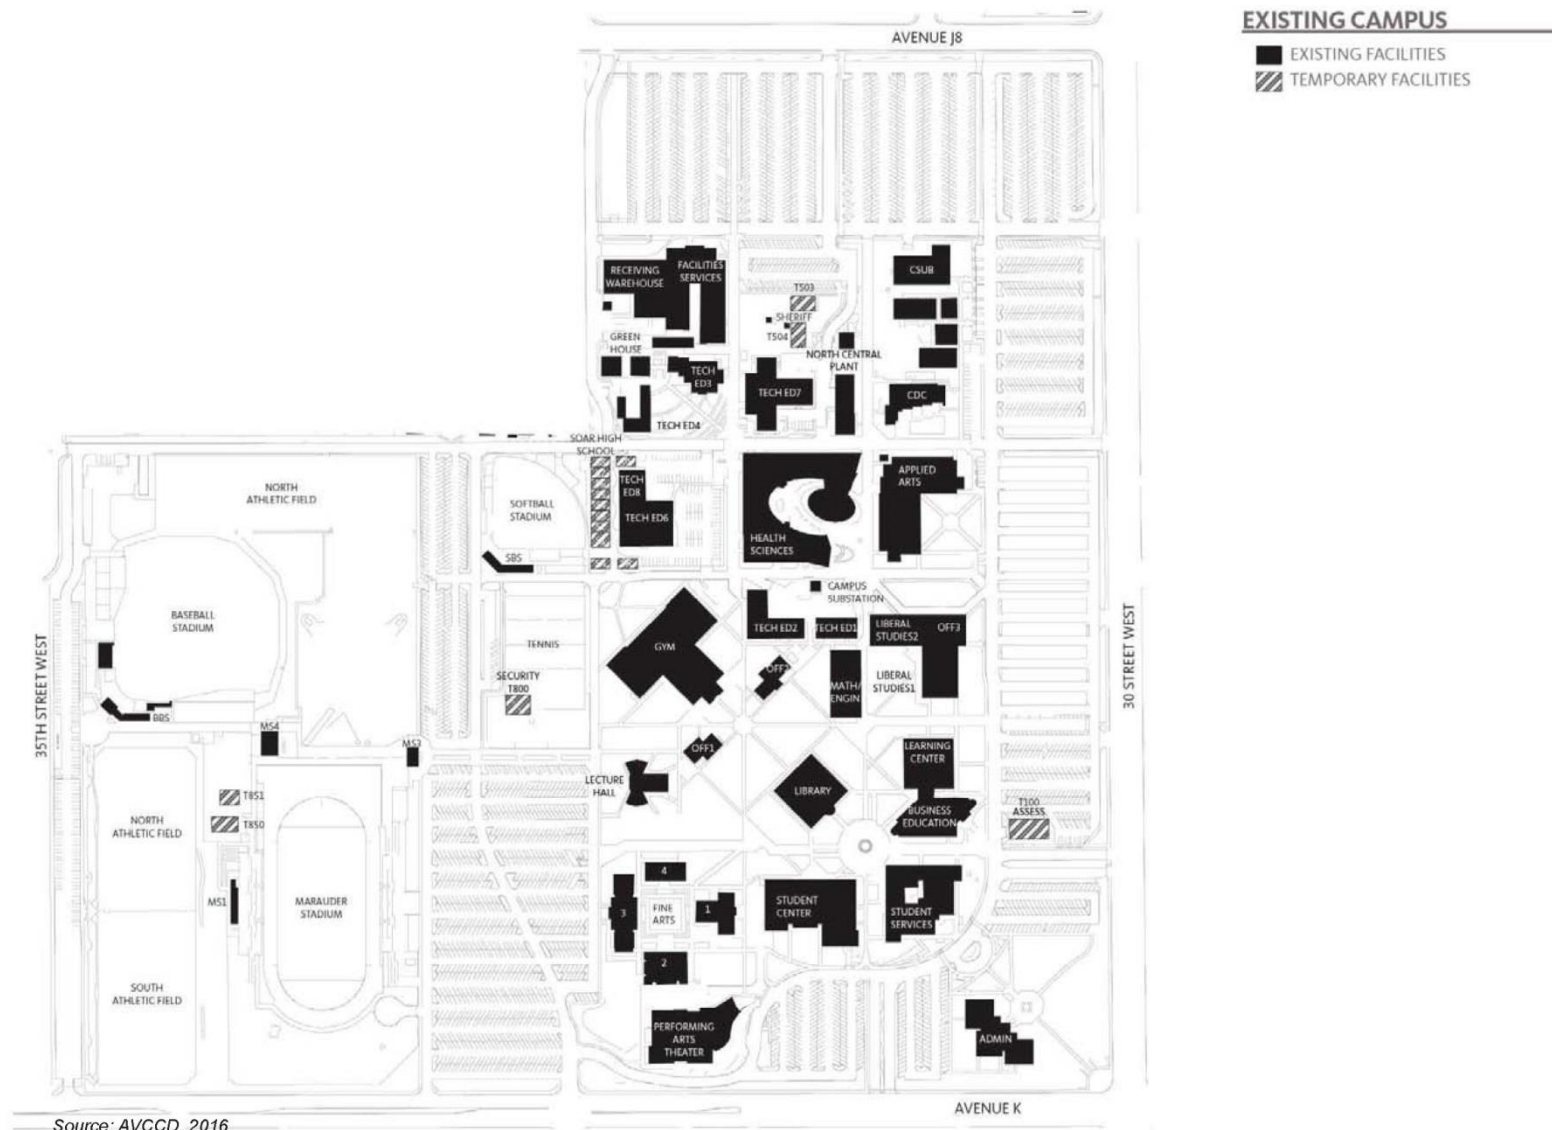 EXISTING CAMPUS
EXISTING FACILITIES
TEMPORARY FACILITIES
AVENUE J8
RECEIVING
WAREHOUSE
FACILITIES
SERVICES
CSUB
T503
SHERIFF
T504
GREEN
HOUSE
NORTH CENTRAL
PLANT
TECH
ED3
TECH ED7
CDC
TECH ED4
SOAR HIGH
SCHOOL
NORTH
ATHLETIC FIELD
SOFTBALL
STADIUM
TECH
ED8
TECH ED6
APPLIED
ARTS
HEALTH
SCIENCES
SBS
CAMPUS
SUBSTATION
BASEBALL
STADIUM
TENNIS
GYM
TECH ED2
TECH ED1
LIBERAL
STUDIES2
OFF3
35TH STREET WEST
30 STREET WEST
SECURITY
T800
OFF2
MATH/
ENGIN
LIBERAL
STUDIES1
BBS
MS4
MS3
OFF1
LEARNING
CENTER
LECTURE
HALL
LIBRARY
T851
T850
NORTH
ATHLETIC FIELD
BUSINESS
EDUCATION
T100
ASSESS
4
MS1
MARAUDER
STADIUM
3
FINE
ARTS
1
STUDENT
CENTER
STUDENT
SERVICES
2
SOUTH
ATHLETIC FIELD
PERFORMING
ARTS
THEATER
ADMIN
AVENUE K
Source: AVCCD, 2016